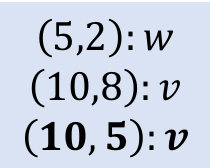 (5,2): w
(10,8): v
(10, 5): v